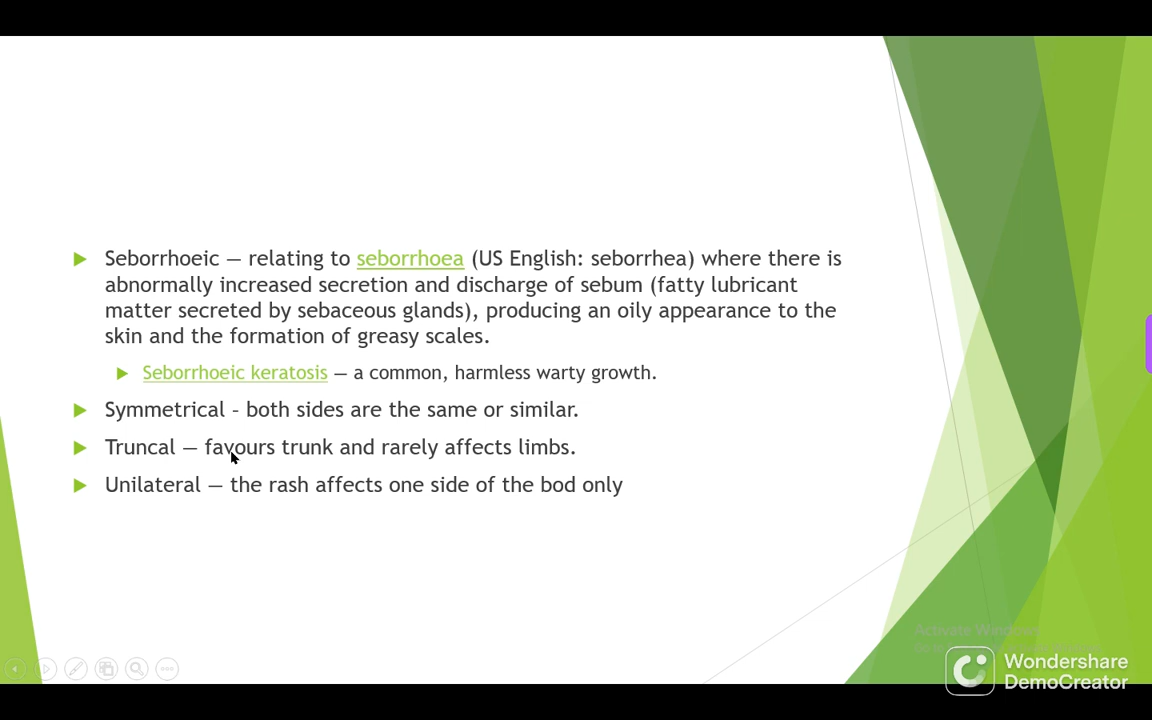 Seborrhoeic — relating to seborrhoea (US English: seborrhea) where there is
abnormally increased secretion and discharge of sebum (fatty lubricant
matter secreted by sebaceous glands), producing an oily appearance to the
skin and the formation of greasy scales.
Seborrhoeic keratosis — a common, harmless warty growth.
Symmetrical - both sides are the same or similar.
Truncal — favours trunk and rarely affects limbs.
Unilateral — the rash affects one side of the bod only
Activate Windows
Wondershare
DemoCreator